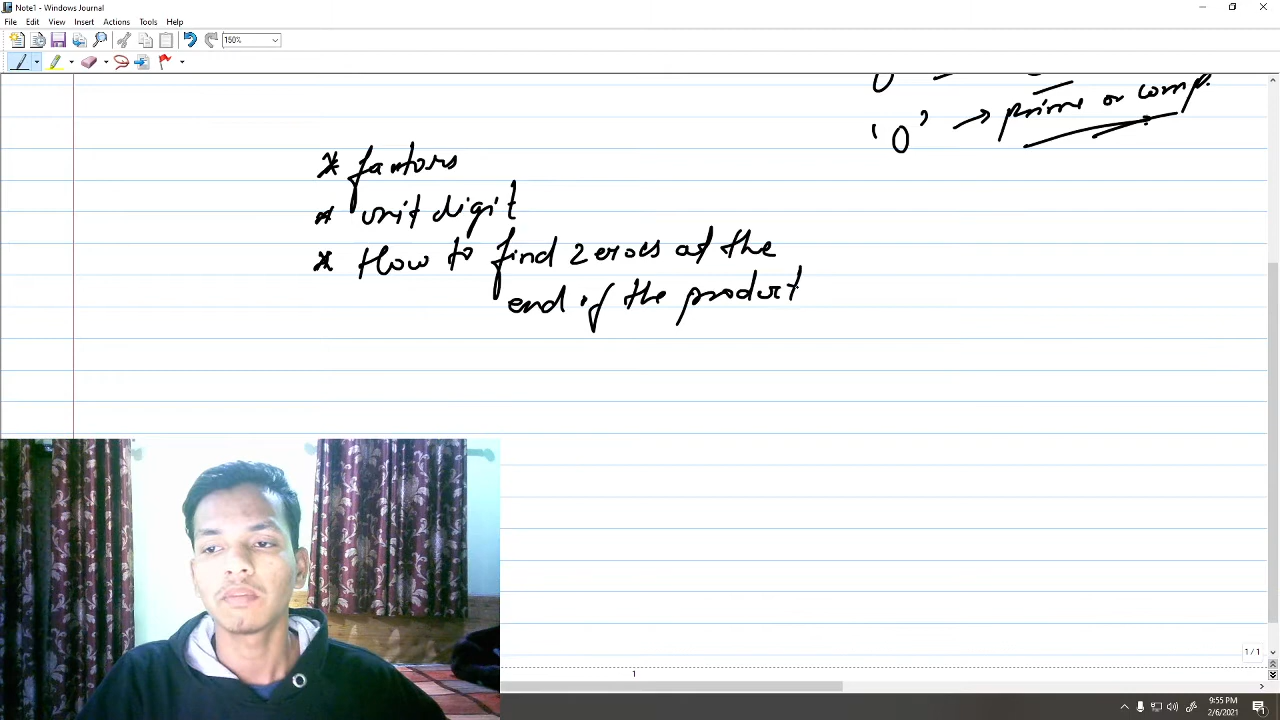 Note1 - Windows Journal
File Edit View Insert Actions Tools Help
150%
'0' → prime or comp.
* factors
* unit digit
* How to find zeroes at the
end of the product
1 / 1
1
9:55 PM
2/6/2021